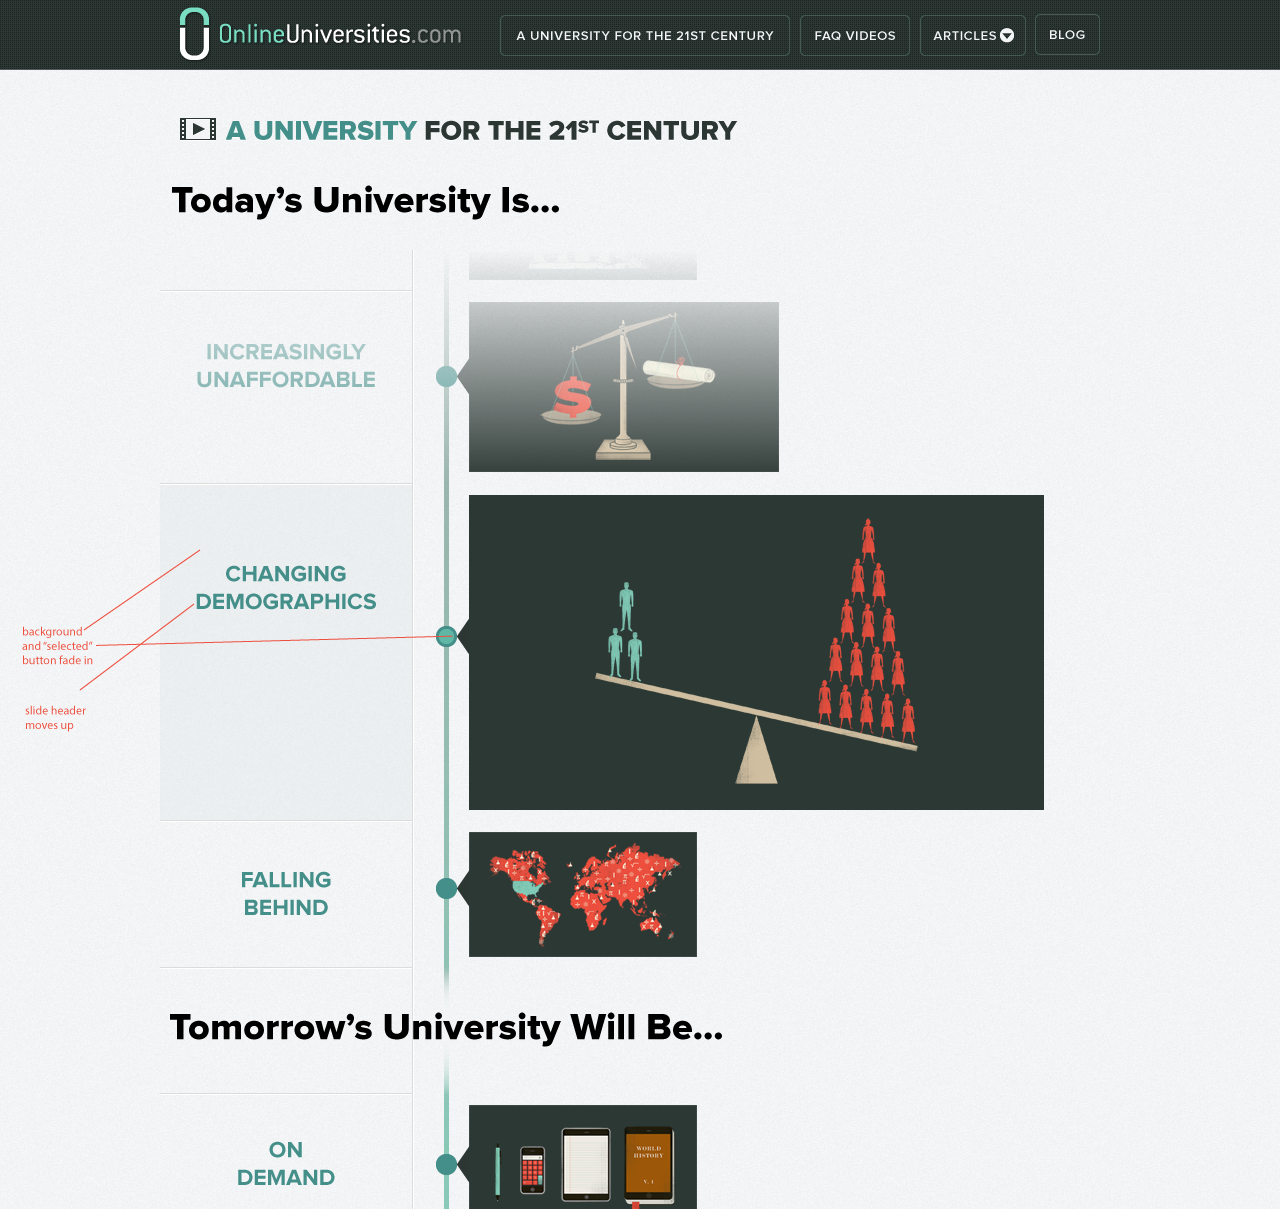 OnlineUniversities.com
A UNIVERSITY FOR THE 21ST CENTURY
FAQ VIDEOS
ARTICLES
BLOG
A UNIVERSITY FOR THE 21ST CENTURY
Today’s University Is...
INCREASINGLY
UNAFFORDABLE
$
CHANGING
DEMOGRAPHICS
background
and “selected”
button fade in
slide header
moves up
FALLING
BEHIND
Tomorrow’s University Will Be...
ON
DEMAND
WORLD
HISTORY
V. 1